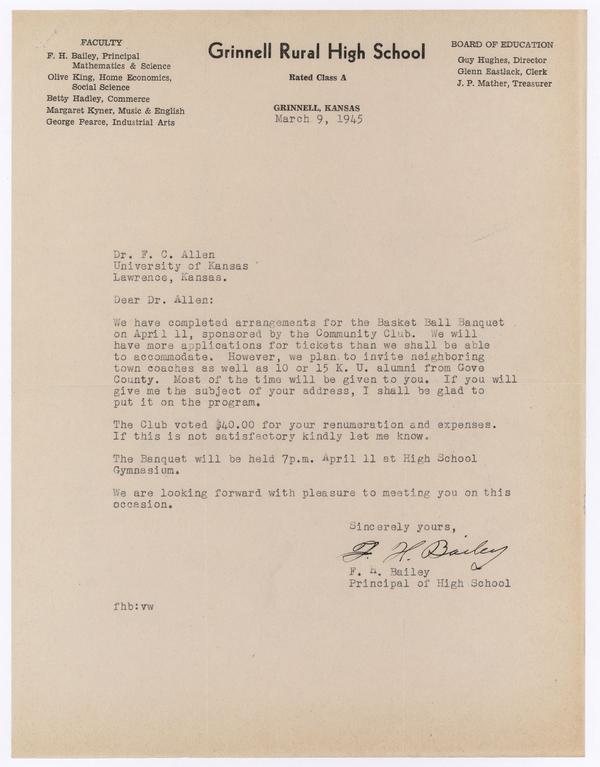 FACULTY
F. H. Bailey, Principal
Mathematics & Science
Olive King, Home Economics,
Social Science
Betty Hadley, Commerce
Margaret Kyner, Music & English
George Pearce, Industrial Arts
Grinnell Rural High School
Rated Class A
GRINNELL, KANSAS
March 9, 1945
BOARD OF EDUCATION
Guy Hughes, Director
Glenn Eastlack, Clerk
J. P. Mather, Treasurer
Dr. F. C. Allen
University of Kansas
Lawrence, Kansas.
Dear Dr. Allen:
We have completed arrangements for the Basket Ball Banquet
on April 11, sponsored by the Community Club. We will
have more applications for tickets than we shall be able
to accommodate. However, we plan to invite neighboring
town coaches as well as 10 or 15 K. U. alumni from Gove
County. Most of the time will be given to you. If you will
give me the subject of your address, I shall be glad to
put it on the program.
The Club voted $40.00 for your renumeration and expenses.
If this is not satisfactory kindly let me know.
The Banquet will be held 7p.m. April 11 at High School
Gymnasium.
We are looking forward with pleasure to meeting you on this
occasion.
Sincerely yours,
F. H. Bailey
F. H. Bailey
Principal of High School
fhb:vw